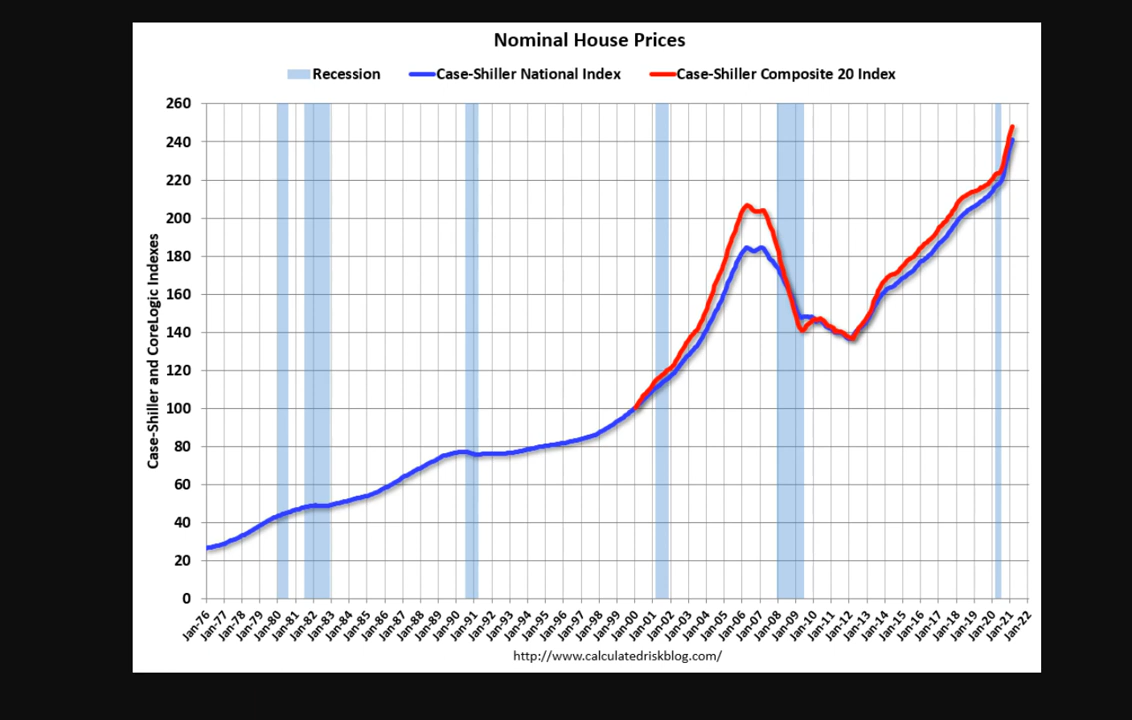 Nominal House Prices
Recession Case-Shiller National Index Case-Shiller Composite 20 Index
Case-Shiller and CoreLogic Indexes
260
240
220
200
180
160
140
120
100
80
60
40
20
0
Jan-76 Jan-77 Jan-78 Jan-79 Jan-80 Jan-81 Jan-82 Jan-83 Jan-84 Jan-85 Jan-86 Jan-87 Jan-88 Jan-89 Jan-90 Jan-91 Jan-92 Jan-93 Jan-94 Jan-95 Jan-96 Jan-97 Jan-98 Jan-99 Jan-00 Jan-01 Jan-02 Jan-03 Jan-04 Jan-05 Jan-06 Jan-07 Jan-08 Jan-09 Jan-10 Jan-11 Jan-12 Jan-13 Jan-14 Jan-15 Jan-16 Jan-17 Jan-18 Jan-19 Jan-20 Jan-21 Jan-22
http://www.calculatedriskblog.com/